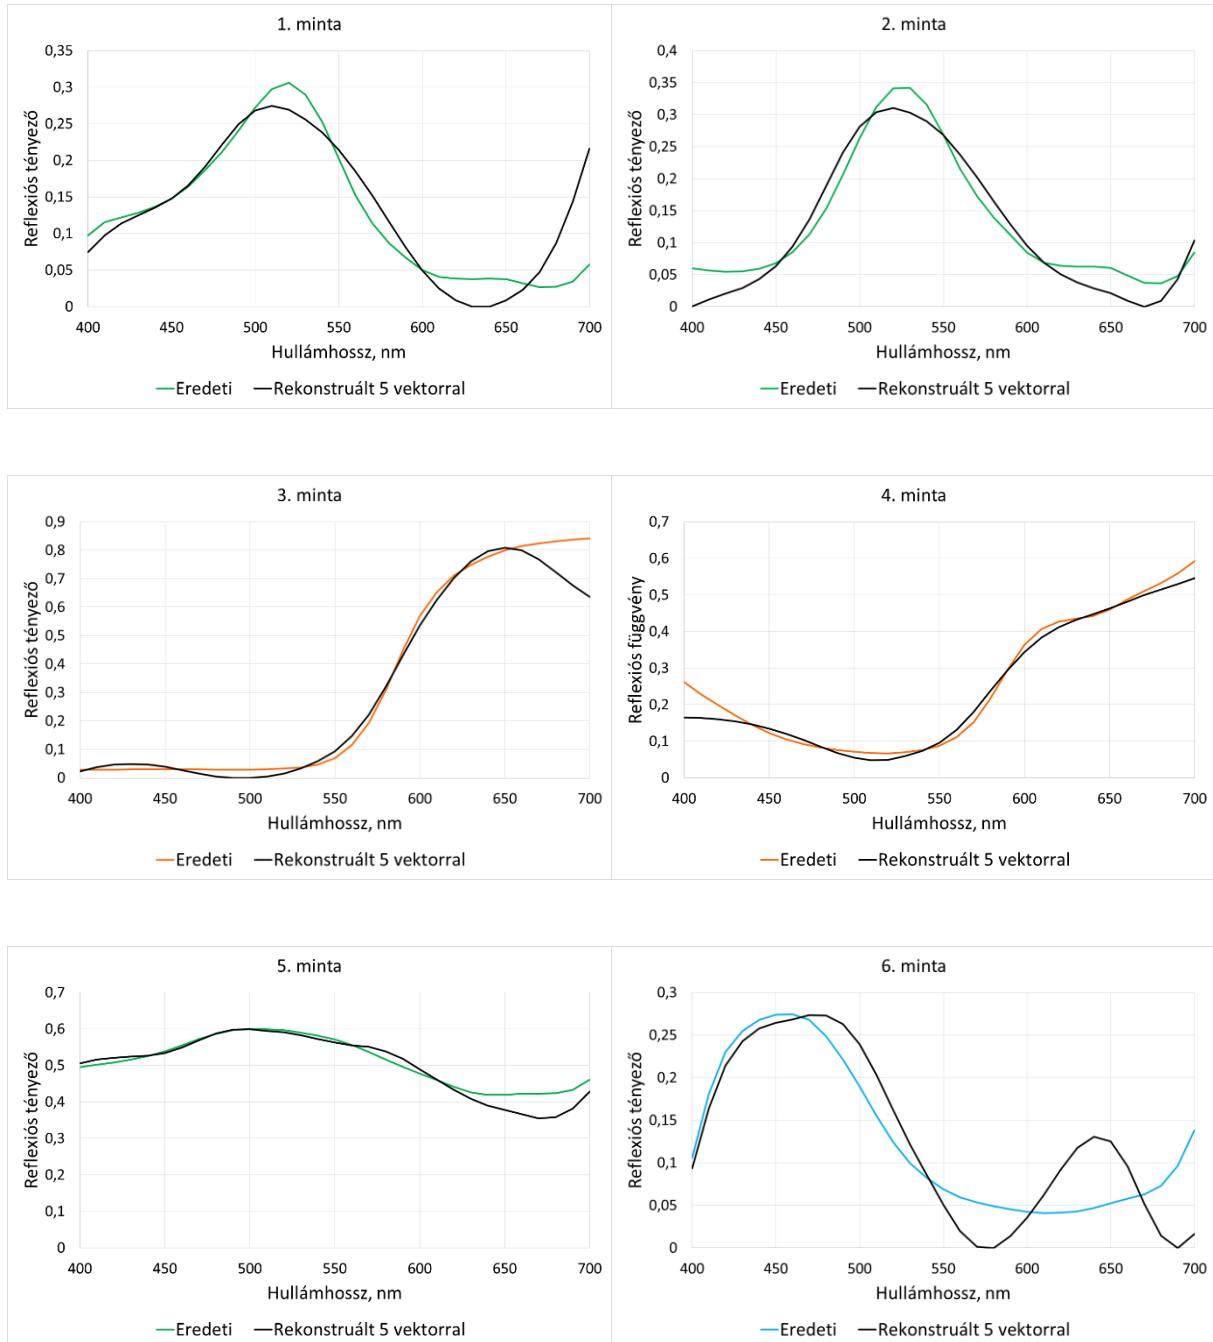 1. minta
0,35
0,3
0,25
0,2
0,15
0,1
0,05
0
Reflexiós tényező
400 450 500 550 600 650 700
Hullámhossz, nm
Eredeti Rekonstruált 5 vektorral
2. minta
0,4
0,35
0,3
0,25
0,2
0,15
0,1
0,05
0
Reflexiós tényező
400 450 500 550 600 650 700
Hullámhossz, nm
Eredeti Rekonstruált 5 vektorral
3. minta
0,9
0,8
0,7
0,6
0,5
0,4
0,3
0,2
0,1
0
Reflexiós tényező
400 450 500 550 600 650 700
Hullámhossz, nm
Eredeti Rekonstruált 5 vektorral
4. minta
0,7
0,6
0,5
0,4
0,3
0,2
0,1
0
Reflexiós függvény
400 450 500 550 600 650 700
Hullámhossz, nm
Eredeti Rekonstruált 5 vektorral
5. minta
0,7
0,6
0,5
0,4
0,3
0,2
0,1
0
Reflexiós tényező
400 450 500 550 600 650 700
Hullámhossz, nm
Eredeti Rekonstruált 5 vektorral
6. minta
0,3
0,25
0,2
0,15
0,1
0,05
0
Reflexiós tényező
400 450 500 550 600 650 700
Hullámhossz, nm
Eredeti Rekonstruált 5 vektorral